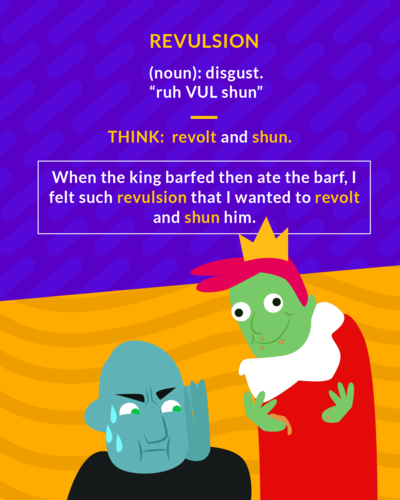 REVULSION
(noun): disgust.
“ruh VUL shun”
THINK: revolt and shun.
When the king barfed then ate the barf, I
felt such revulsion that I wanted to revolt
and shun him.